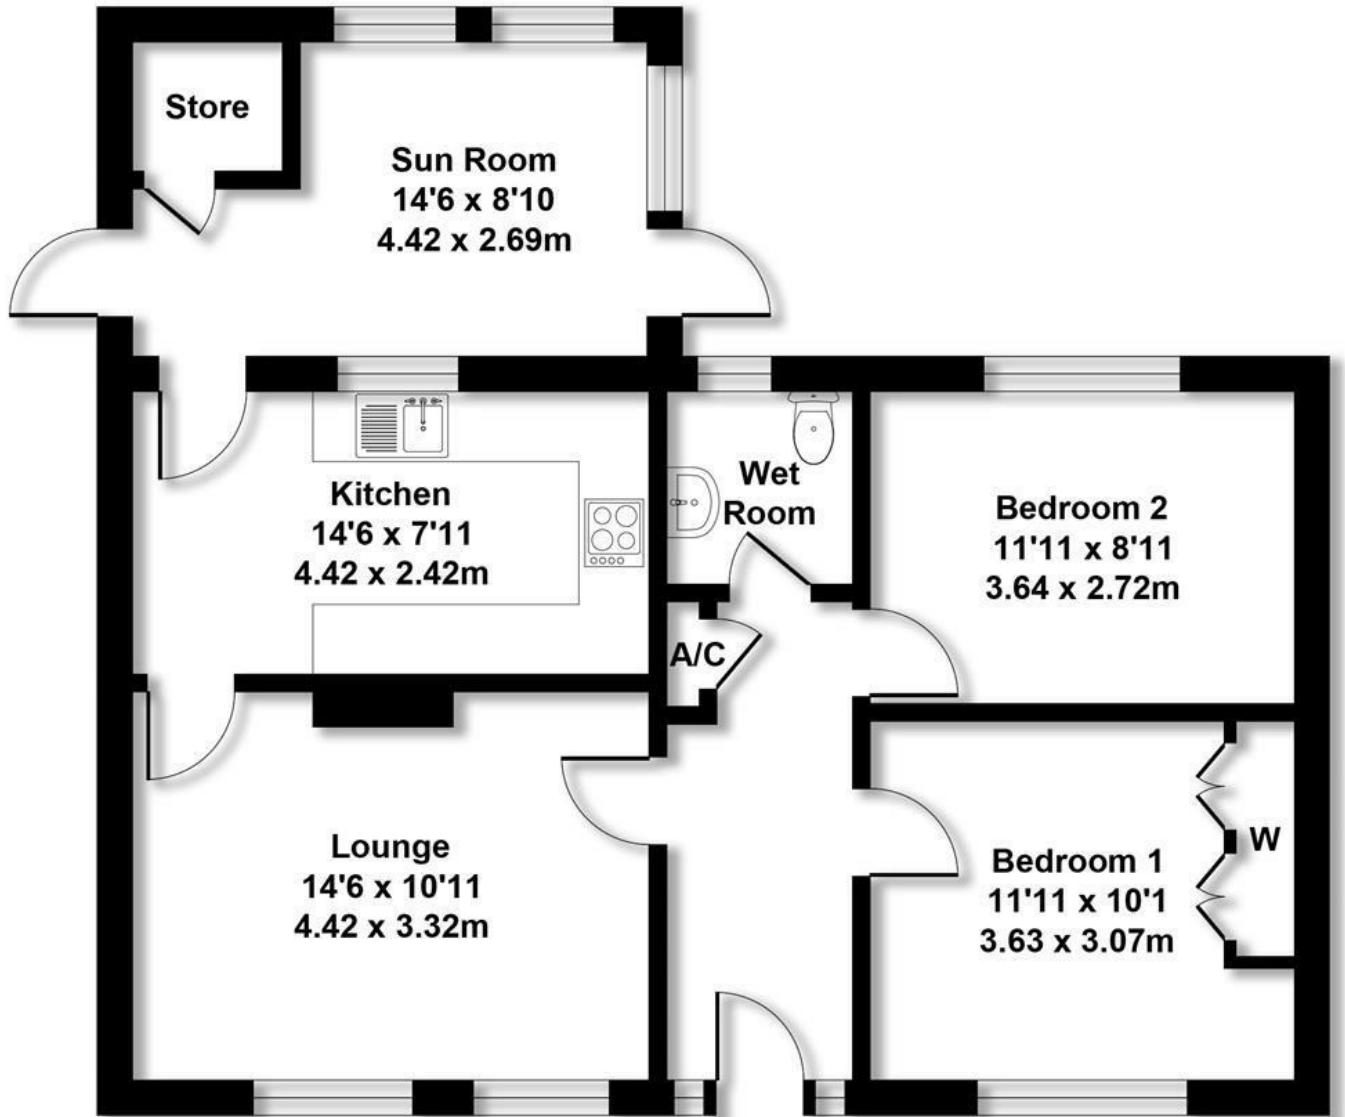 Store
Sun Room
14'6 x 8'10
4.42 x 2.69m
Kitchen
14'6 x 7'11
4.42 x 2.42m
Wet
Room
Bedroom 2
11'11 x 8'11
3.64 x 2.72m
A/C
Lounge
14'6 x 10'11
4.42 x 3.32m
Bedroom 1
11'11 x 10'1
3.63 x 3.07m
W